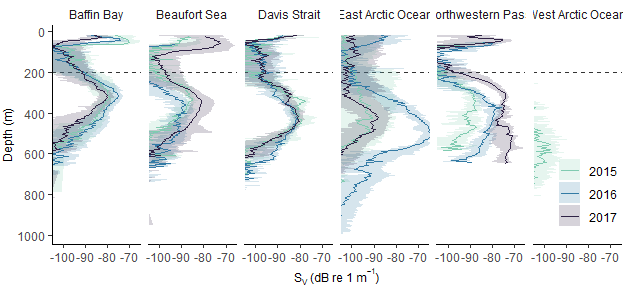 Baffin Bay Beaufort Sea Davis Strait East Arctic Ocean orthwestern Pas West Arctic Ocean
0
200
400
600
800
1000
Depth (m)
-100 -90 -80 -70 -100 -90 -80 -70 -100 -90 -80 -70 -100 -90 -80 -70 -100 -90 -80 -70 -100 -90 -80 -70
2015
2016
2017
SV (dB re 1 m⁻¹)